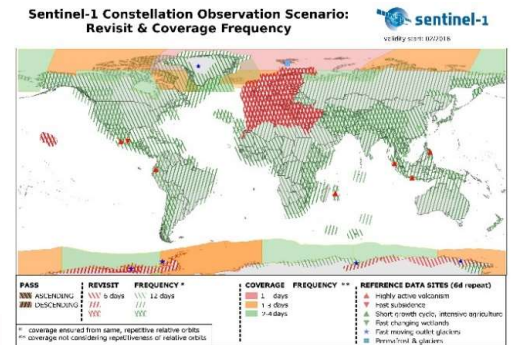 Sentinel-1 Constellation Observation Scenario:
Revisit & Coverage Frequency
sentinel-1
validity start: 02/2016
PASS
ASCENDING
DESCENDING
REVISIT FREQUENCY *
6 days 12 days
* coverage ensured from same, repetitive relative orbits
** coverage not considering repetitiveness of relative orbits
COVERAGE FREQUENCY **
days
1-3 days
2-4 days
REFERENCE DATA SITES (6d repeat)
Highly active volcanism
Fast subsidence
Short growth cycle, intensive agriculture
Fast changing wetlands
Fast moving outlet glaciers
Permafrost & glaciers